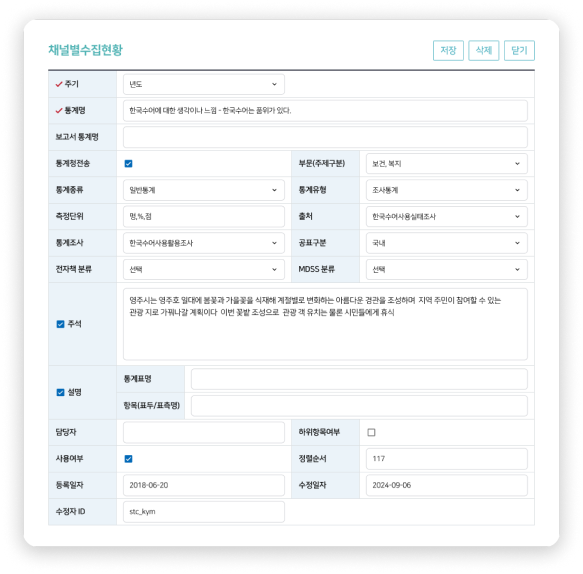 채널별수집현황
저장 삭제 닫기
주기 년도
통계명 한국수어에 대한 생각이나 느낌 - 한국수어는 품위가 있다.
보고서 통계명
통계청전송 부문(주제구분) 보건, 복지
통계종류 일반통계 통계유형 조사통계
측정단위 명,%,점 출처 한국수어사용실태조사
통계조사 한국수어사용활용조사 공표구분 국내
전자책 분류 선택 MDSS 분류 선택
주석 영주시는 영주호 일대에 봄꽃과 가을꽃을 식재해 계절별로 변화하는 아름다운 경관을 조성하며 지역 주민이 참여할 수 있는
관광 지로 가꿔나갈 계획이다 이번 꽃밭 조성으로 관광 객 유치는 물론 시민들에게 휴식
설명 통계표명
항목(표두/표측명)
담당자 하위항목여부
사용여부 정렬순서 117
등록일자 2018-06-20 수정일자 2024-09-06
수정자 ID stc_kym